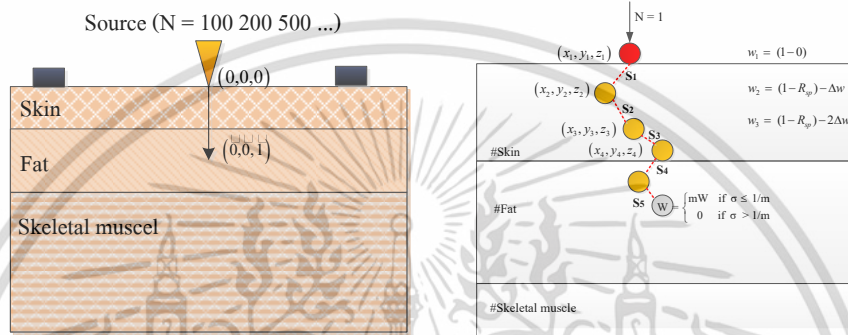 Source (N = 100 200 500 ...)
(0,0,0)
Skin
(0,0,1)
Fat
Skeletal muscel
N = 1
(x₁, y₁, z₁)
w₁ = (1−0)
S₁
(x₂, y₂, z₂)
w₂ = (1− Rₛₚ)−Δw
S₂
(x₃, y₃, z₃)
S₃
w₃ = (1− Rₛₚ)−2Δw
#Skin
(x₄, y₄, z₄)
S₄
#Fat
S₅
W = { mW if σ ≤ 1/m
0 if σ > 1/m
#Skeletal muscle